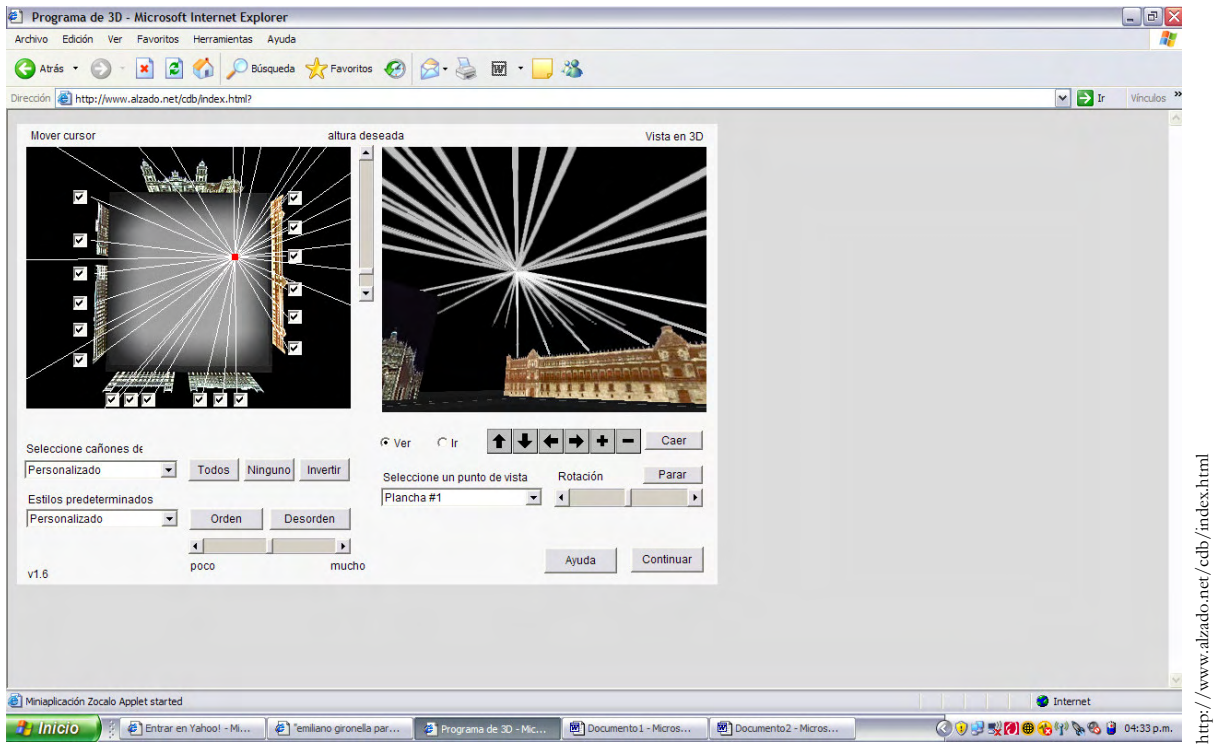 Programa de 3D - Microsoft Internet Explorer
Archivo Edición Ver Favoritos Herramientas Ayuda
Atrás Búsqueda Favoritos
Dirección http://www.alzado.net/cdb/index.html? Ir Vínculos »
Mover cursor altura deseada Vista en 3D
Ver Ir Caer
Seleccione cañones de
Personalizado Todos Ninguno Invertir
Seleccione un punto de vista Rotación Parar
Plancha #1
Estilos predeterminados
Personalizado Orden Desorden
poco mucho
Ayuda Continuar
v1.6
Miniaplicación Zocalo Applet started Internet
Inicio Entrar en Yahoo! - Mi... "emiliano gironella par... Programa de 3D - Mic... Documento1 - Micros... Documento2 - Micros... 04:33 p.m.
http://www.alzado.net/cdb/index.html